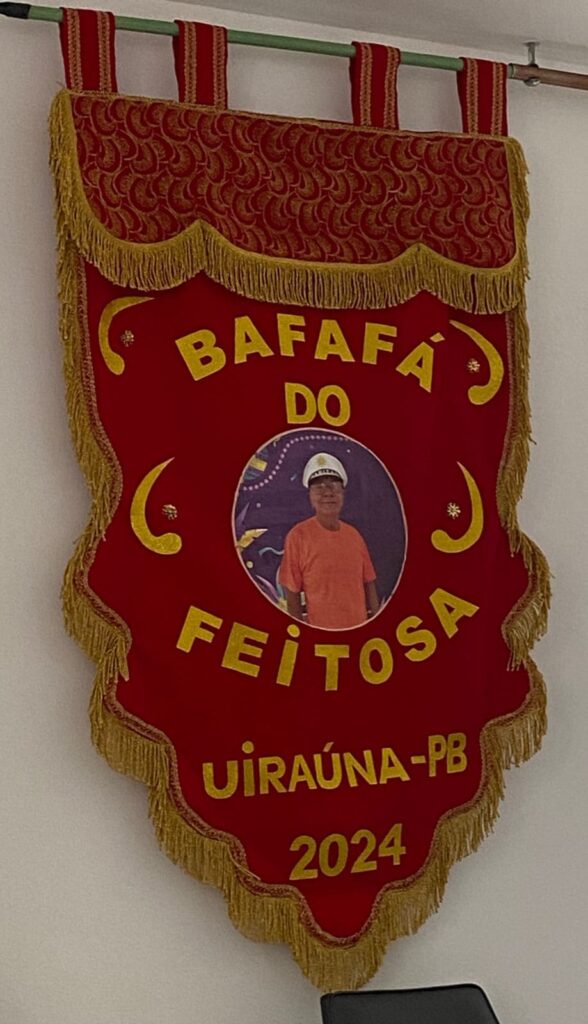 BAFAFÁ
DO
FEiTOSA
UiRAÚNA-PB
2024